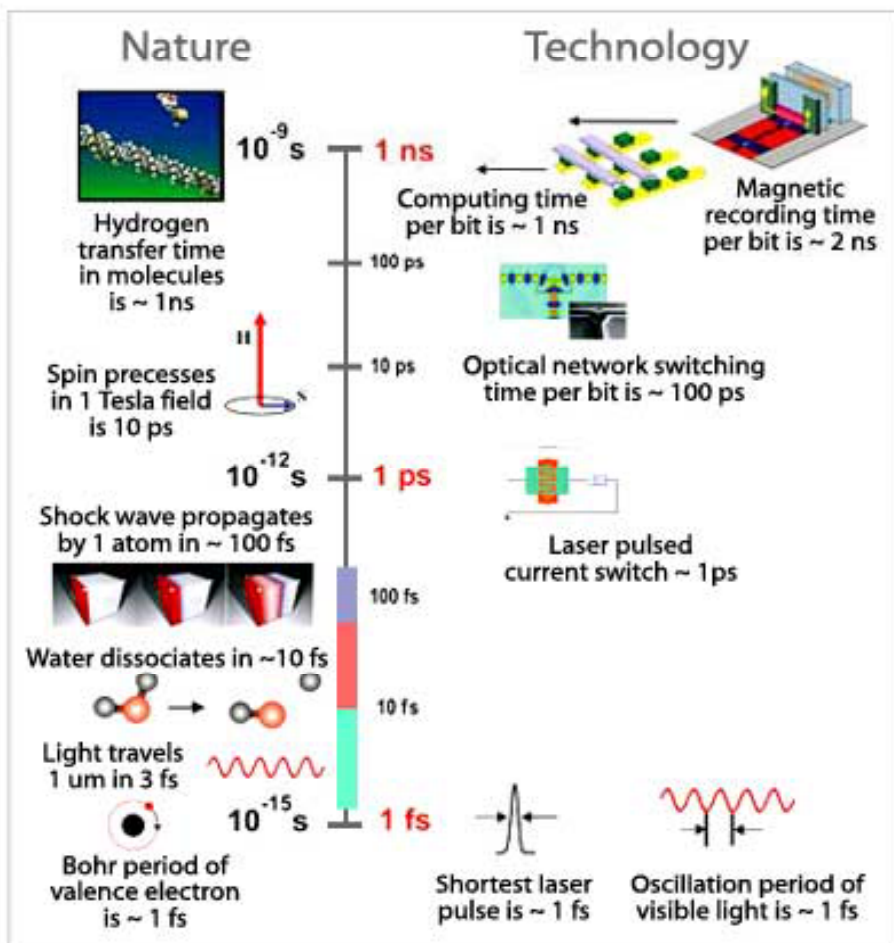 Nature
Technology
10⁻⁹ s
1 ns
Hydrogen
transfer time
in molecules
is ~ 1ns
Computing time
per bit is ~ 1 ns
Magnetic
recording time
per bit is ~ 2 ns
100 ps
H
S
Spin precesses
in 1 Tesla field
is 10 ps
10 ps
Optical network switching
time per bit is ~ 100 ps
10⁻¹² s
1 ps
Shock wave propagates
by 1 atom in ~ 100 fs
Laser pulsed
current switch ~ 1ps
100 fs
Water dissociates in ~10 fs
10 fs
Light travels
1 um in 3 fs
10⁻¹⁵ s
1 fs
Bohr period of
valence electron
is ~ 1 fs
Shortest laser
pulse is ~ 1 fs
Oscillation period of
visible light is ~ 1 fs